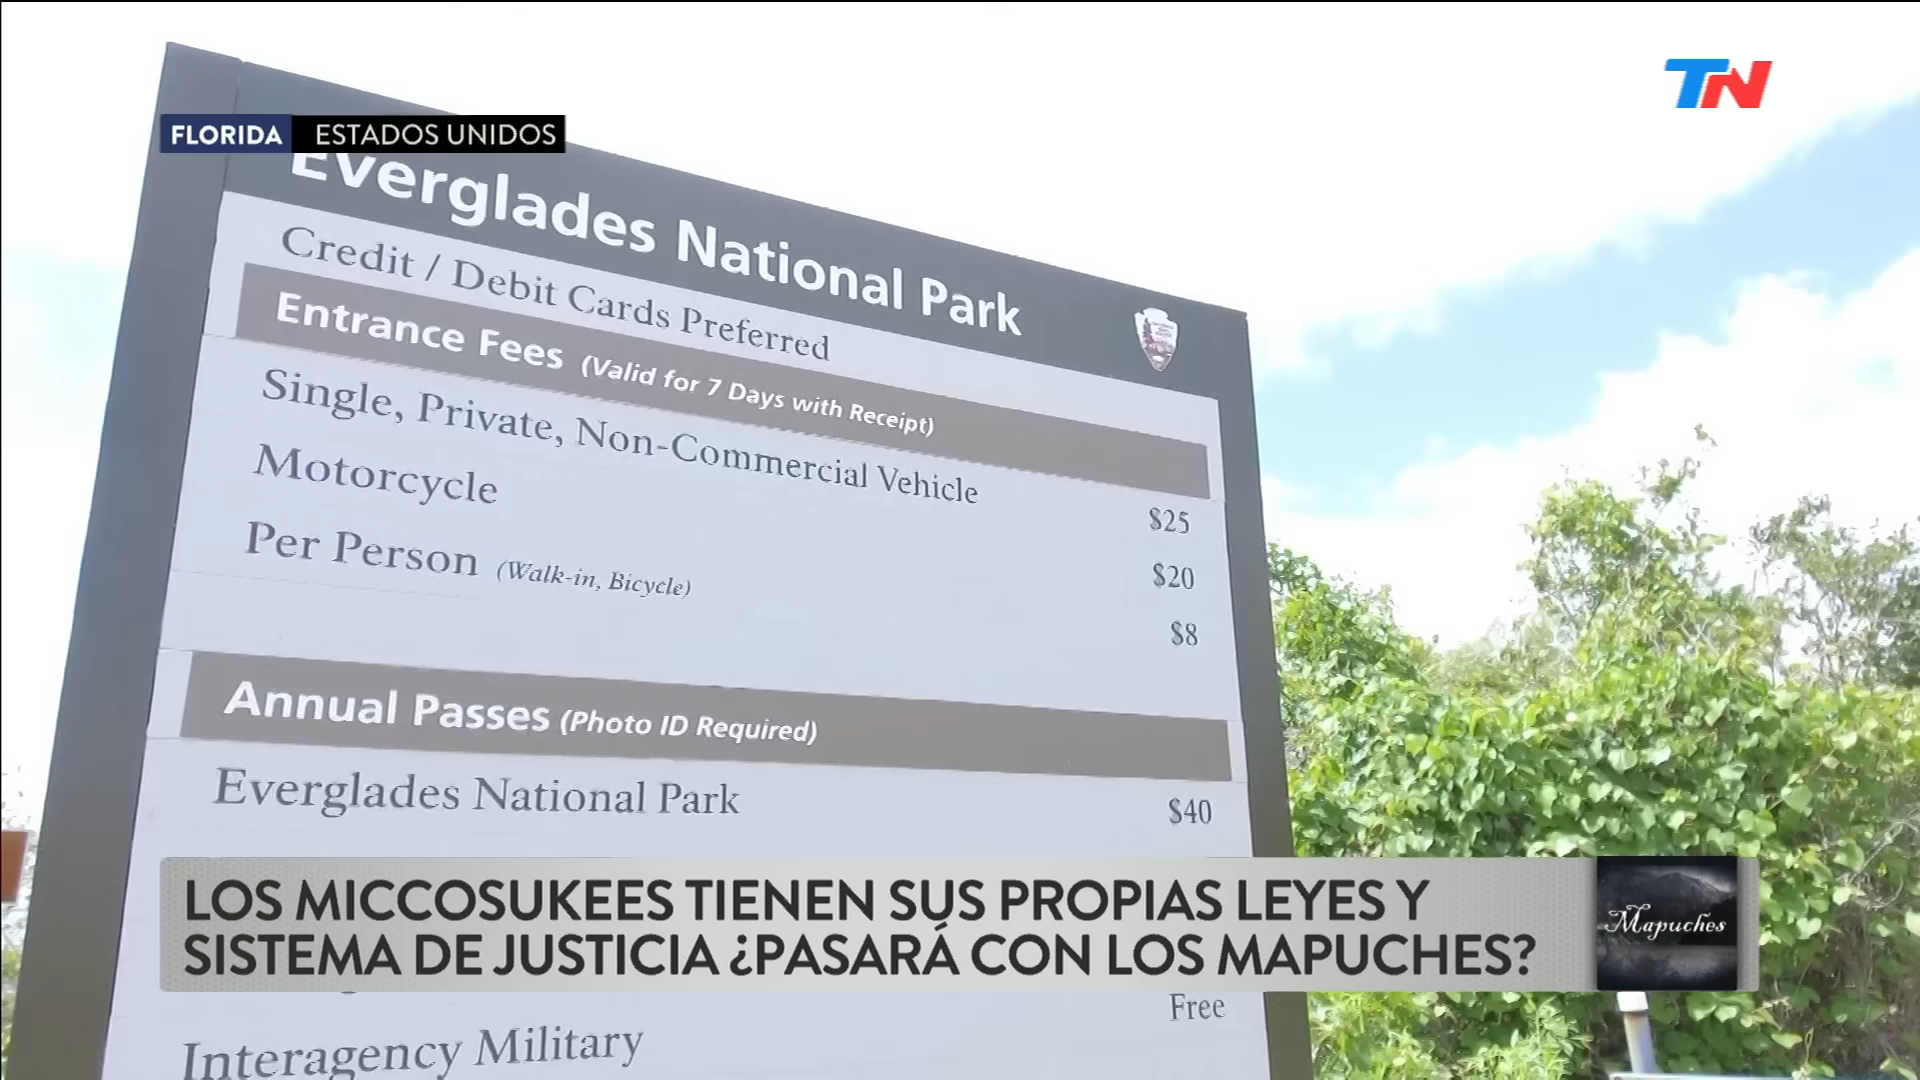 TN
FLORIDA ESTADOS UNIDOS
Everglades National Park
Credit / Debit Cards Preferred
Entrance Fees (Valid for 7 Days with Receipt)
Single, Private, Non-Commercial Vehicle $25
Motorcycle $20
Per Person (Walk-in, Bicycle) $8
Annual Passes (Photo ID Required)
Everglades National Park $40
LOS MICCOSUKEES TIENEN SUS PROPIAS LEYES Y
SISTEMA DE JUSTICIA ¿PASARÁ CON LOS MAPUCHES?
Mapuches
Free
Interagency Military